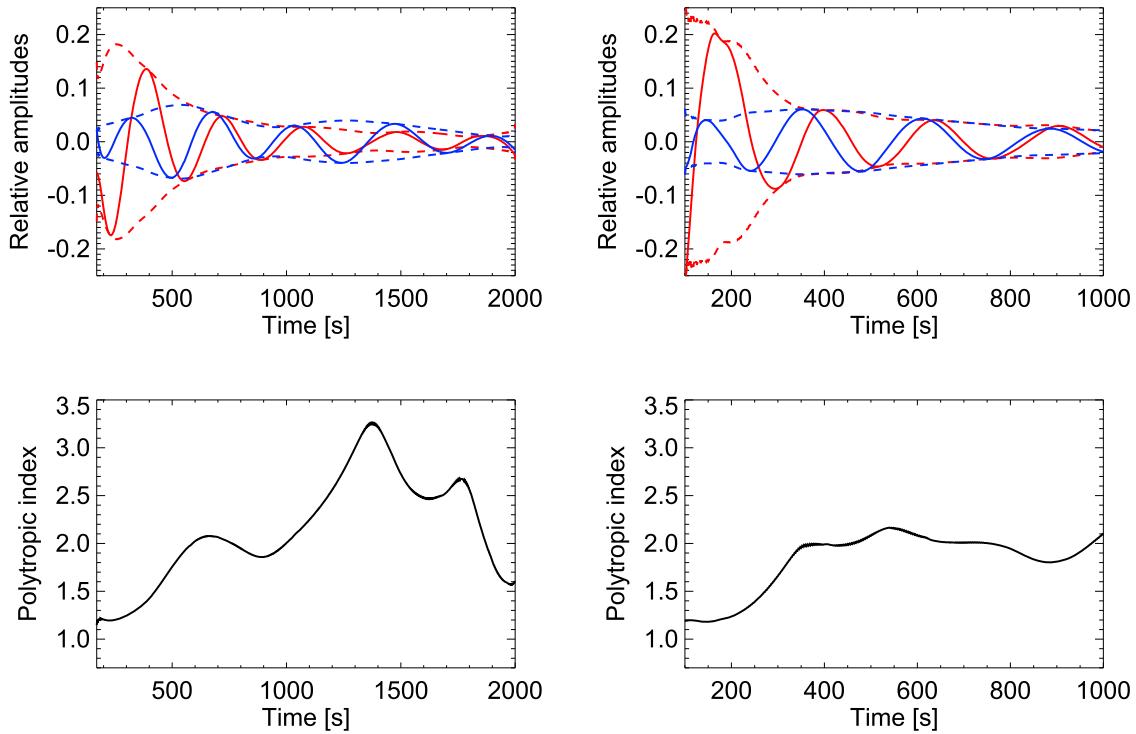 Relative amplitudes
0.2
0.1
0.0
-0.1
-0.2
500 1000 1500 2000
Time [s]
Relative amplitudes
0.2
0.1
0.0
-0.1
-0.2
200 400 600 800 1000
Time [s]
Polytropic index
3.5
3.0
2.5
2.0
1.5
1.0
500 1000 1500 2000
Time [s]
Polytropic index
3.5
3.0
2.5
2.0
1.5
1.0
200 400 600 800 1000
Time [s]